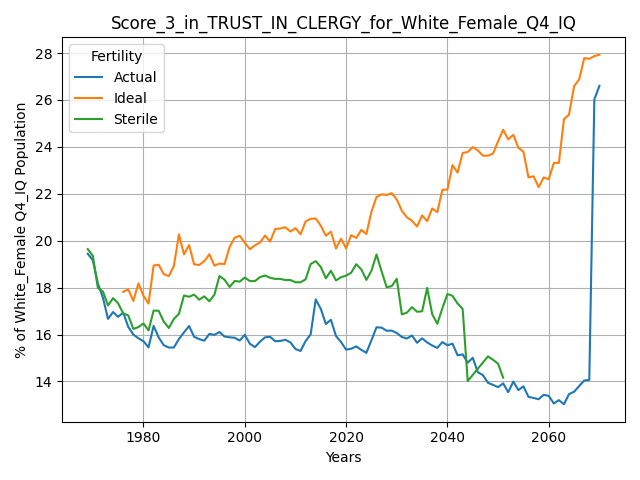 Score_3_in_TRUST_IN_CLERGY_for_White_Female_Q4_IQ
Fertility
Actual
Ideal
Sterile
% of White_Female Q4_IQ Population
28
26
24
22
20
18
16
14
1980
2000
2020
2040
2060
Years